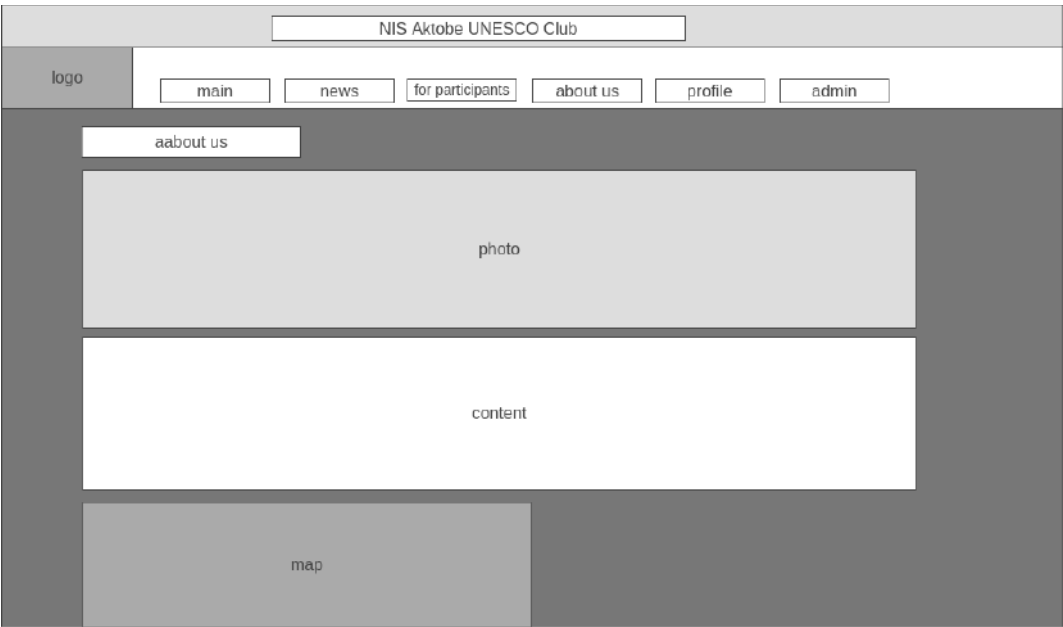 NIS Aktobe UNESCO Club
logo
main news for participants about us profile admin
aabout us
photo
content
map